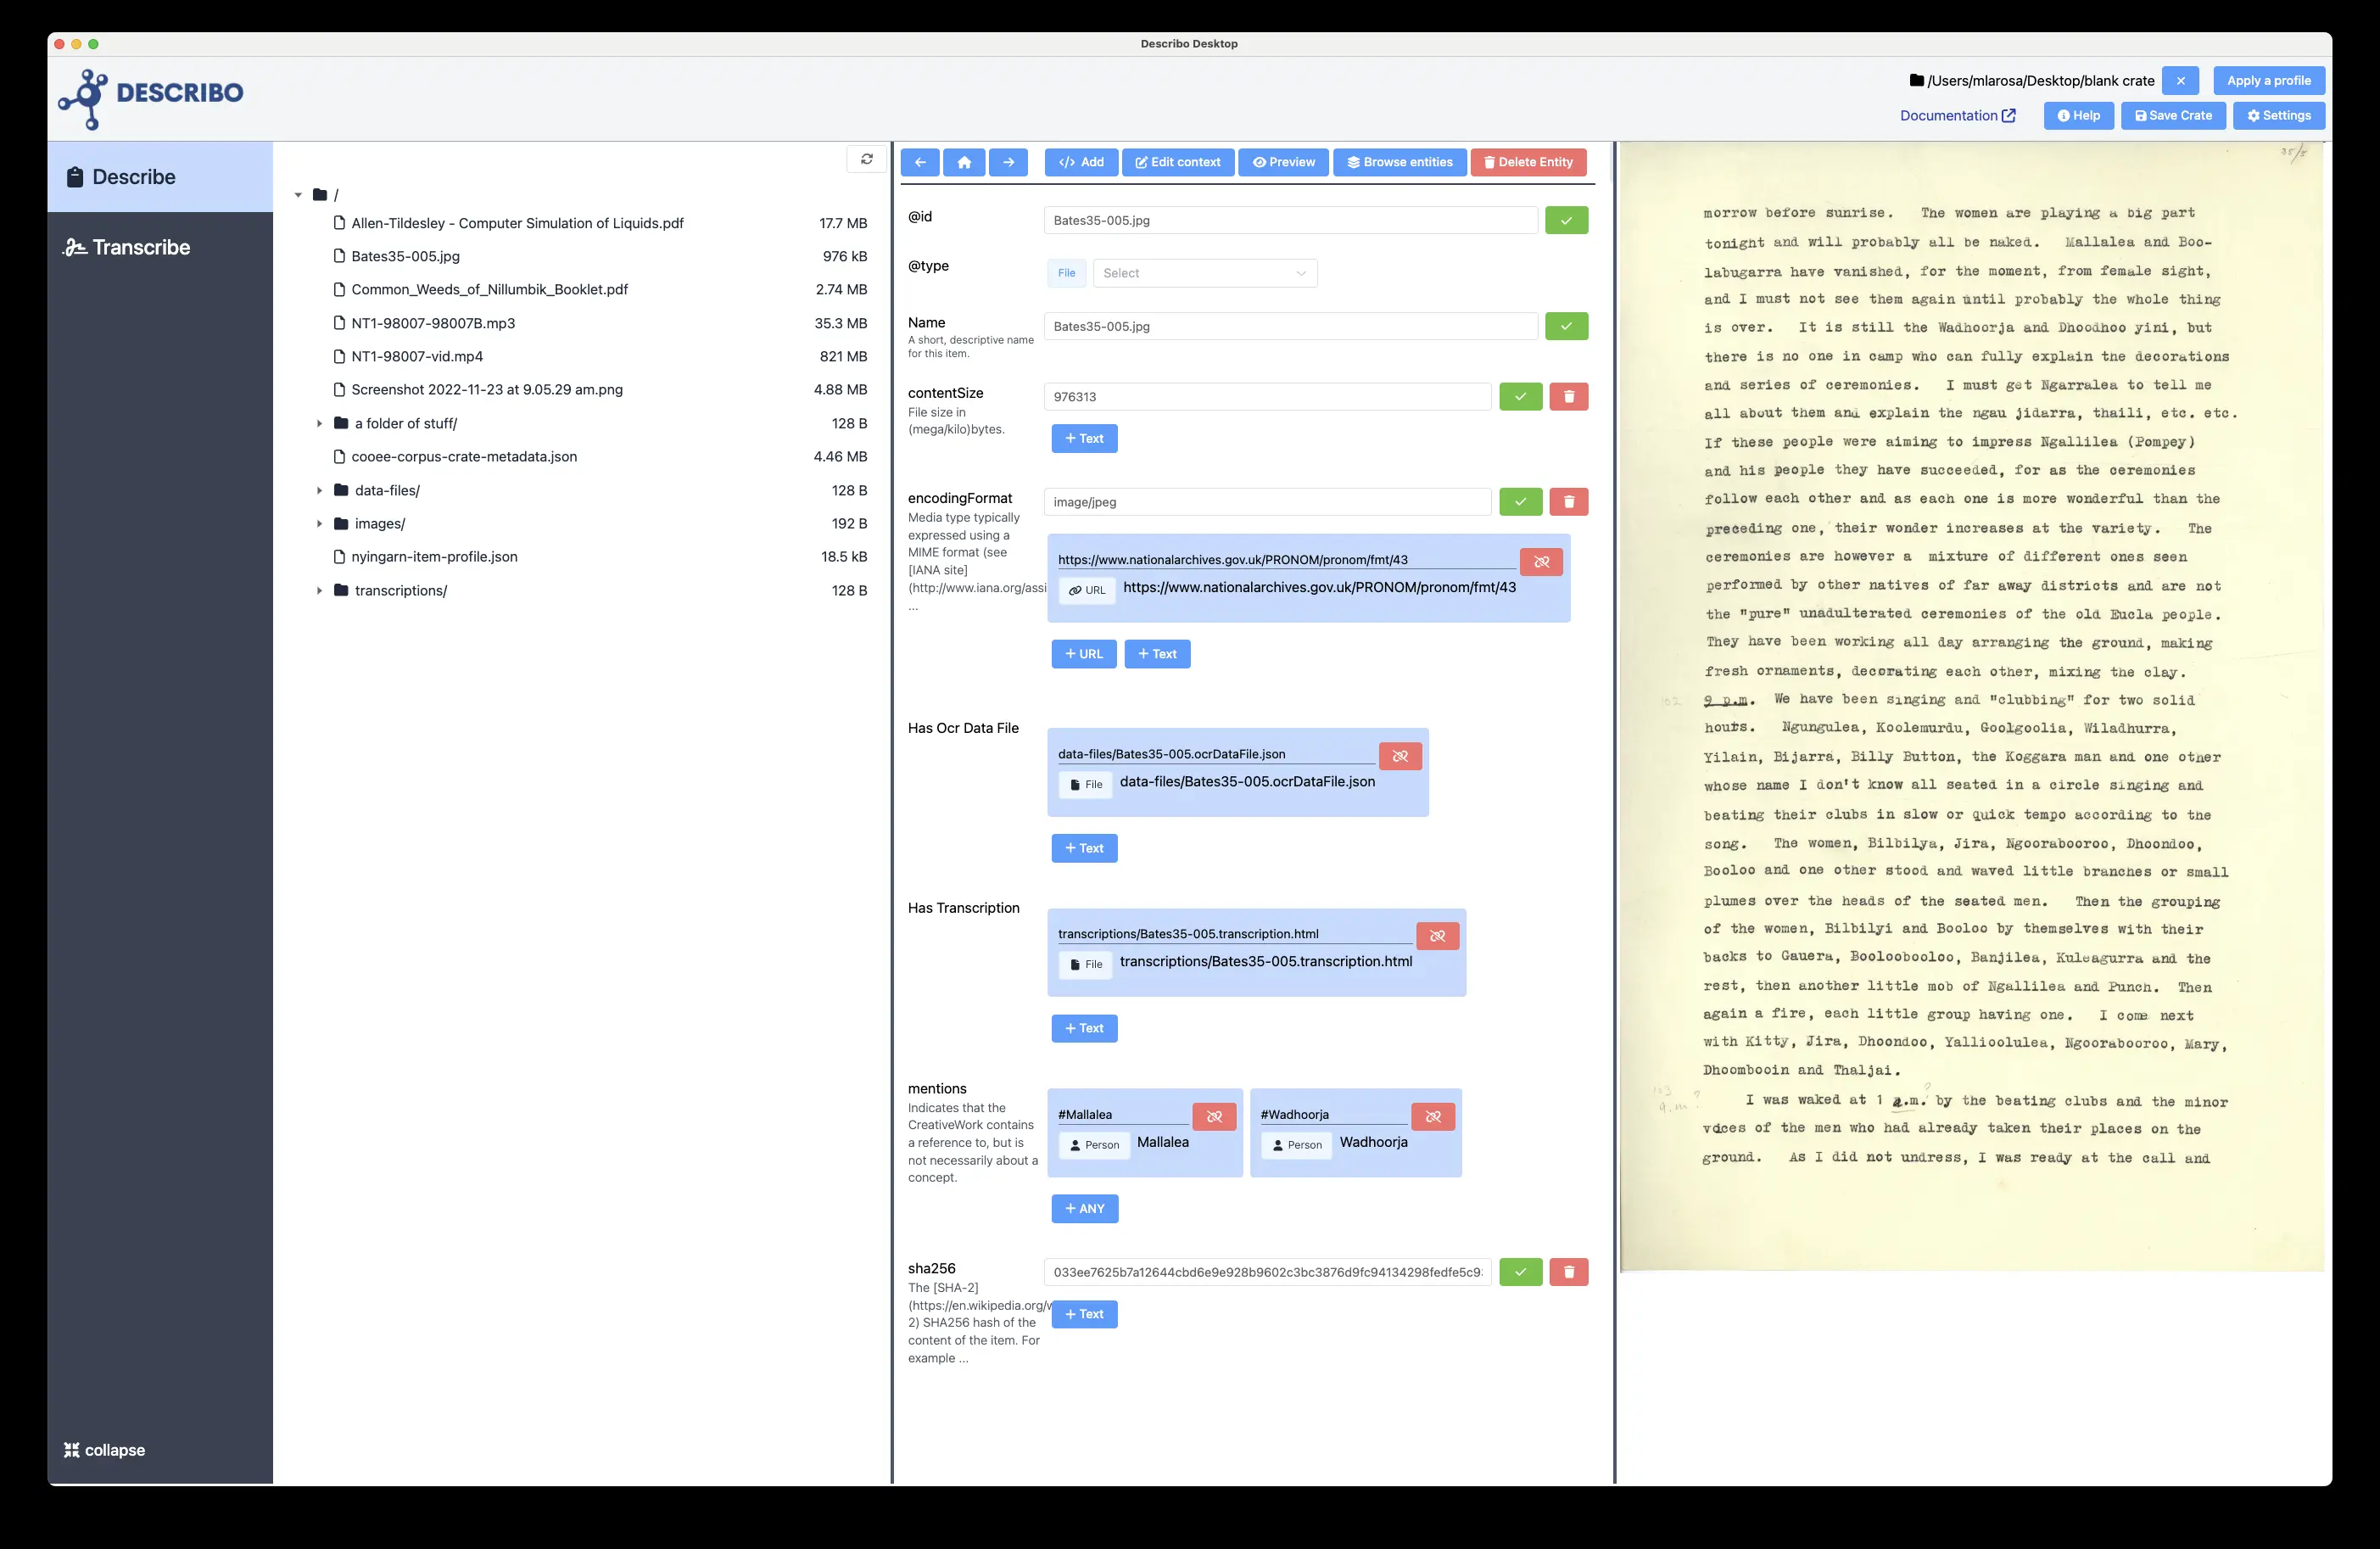 Describo Desktop
DESCRIBO
/Users/mlarosa/Desktop/blank crate
Apply a profile
Documentation
Help
Save Crate
Settings
Describe
Transcribe
collapse
/
Allen-Tildesley - Computer Simulation of Liquids.pdf 17.7 MB
Bates35-005.jpg 976 kB
Common_Weeds_of_Nillumbik_Booklet.pdf 2.74 MB
NT1-98007-98007B.mp3 35.3 MB
NT1-98007-vid.mp4 821 MB
Screenshot 2022-11-23 at 9.05.29 am.png 4.88 MB
a folder of stuff/ 128 B
cooee-corpus-crate-metadata.json 4.46 MB
data-files/ 128 B
images/ 192 B
nyingarn-item-profile.json 18.5 kB
transcriptions/ 128 B
</> Add
Edit context
Preview
Browse entities
Delete Entity
@id
Bates35-005.jpg
@type
File
Select
Name
A short, descriptive name
for this item.
Bates35-005.jpg
contentSize
File size in
(mega/kilo)bytes.
976313
+ Text
encodingFormat
Media type typically
expressed using a
MIME format (see
[IANA site]
(http://www.iana.org/assi
...
image/jpeg
https://www.nationalarchives.gov.uk/PRONOM/pronom/fmt/43
URL https://www.nationalarchives.gov.uk/PRONOM/pronom/fmt/43
+ URL
+ Text
Has Ocr Data File
data-files/Bates35-005.ocrDataFile.json
File data-files/Bates35-005.ocrDataFile.json
+ Text
Has Transcription
transcriptions/Bates35-005.transcription.html
File transcriptions/Bates35-005.transcription.html
+ Text
mentions
Indicates that the
CreativeWork contains
a reference to, but is
not necessarily about a
concept.
#Mallalea
Person Mallalea
#Wadhoorja
Person Wadhoorja
+ ANY
sha256
The [SHA-2]
(https://en.wikipedia.org/w
2) SHA256 hash of the
content of the item. For
example ...
033ee7625b7a12644cbd6e9e928b9602c3bc3876d9fc94134298fedfe5c9
+ Text
35/5
morrow before sunrise. The women are playing a big part
tonight and will probably all be naked. Mallalea and Boo-
labugarra have vanished, for the moment, from female sight,
and I must not see them again until probably the whole thing
is over. It is still the Wadhoorja and Dhoodhoo yini, but
there is no one in camp who can fully explain the decorations
and series of ceremonies. I must get Ngarralea to tell me
all about them and explain the ngau jidarra, thaili, etc. etc.
If these people were aiming to impress Ngallilea (Pompey)
and his people they have succeeded, for as the ceremonies
follow each other and as each one is more wonderful than the
preceding one, their wonder increases at the variety. The
ceremonies are however a mixture of different ones seen
performed by other natives of far away districts and are not
the "pure" unadulterated ceremonies of the old Eucla people.
They have been working all day arranging the ground, making
fresh ornaments, decorating each other, mixing the clay.
102 9 p.m. We have been singing and "clubbing" for two solid
hours. Ngungulea, Koolemurdu, Goolgoolia, Wiladhurra,
Yilain, Bijarra, Billy Button, the Koggara man and one other
whose name I don't know all seated in a circle singing and
beating their clubs in slow or quick tempo according to the
song. The women, Bilbilya, Jira, Ngoorabooroo, Dhoondoo,
Booloo and one other stood and waved little branches or small
plumes over the heads of the seated men. Then the grouping
of the women, Bilbilyi and Booloo by themselves with their
backs to Gauera, Booloobooloo, Banjilea, Kuleagurra and the
rest, then another little mob of Ngallilea and Punch. Then
again a fire, each little group having one. I come next
with Kitty, Jira, Dhoondoo, Yallioolulea, Ngoorabooroo, Mary,
Dhoombooin and Thaljai.
103 ?
a.m.
?
I was waked at 1 a.m. by the beating clubs and the minor
voices of the men who had already taken their places on the
ground. As I did not undress, I was ready at the call and